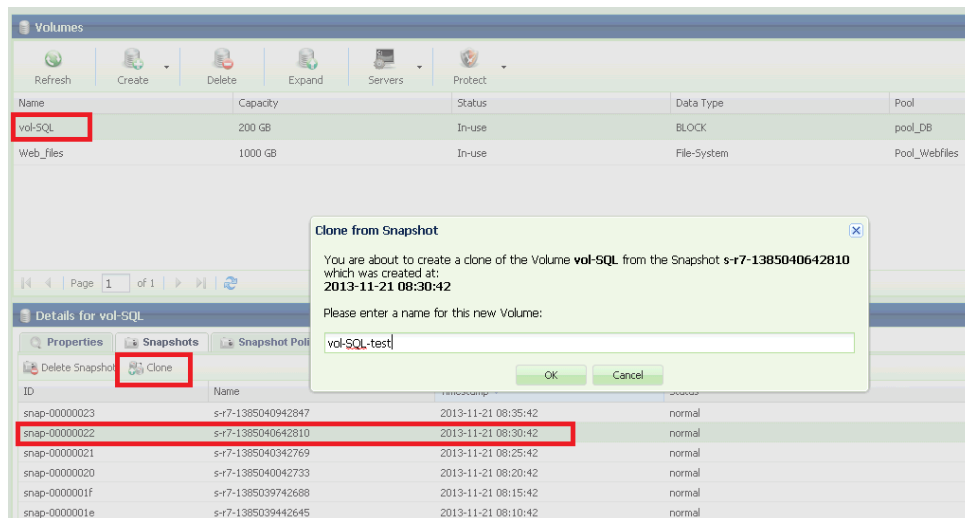 Volumes
Refresh Create Delete Expand Servers Protect
Name Capacity Status Data Type Pool
vol-SQL 200 GB In-use BLOCK pool_DB
Web_files 1000 GB In-use File-System Pool_Webfiles
Clone from Snapshot
You are about to create a clone of the Volume vol-SQL from the Snapshot s-r7-1385040642810
which was created at:
2013-11-21 08:30:42
Please enter a name for this new Volume:
vol-SQL-test
OK Cancel
Page 1 of 1
Details for vol-SQL
Properties Snapshots Snapshot Poli
Delete Snapshot Clone
ID Name Timestamp Status
snap-00000023 s-r7-1385040942847 2013-11-21 08:35:42 normal
snap-00000022 s-r7-1385040642810 2013-11-21 08:30:42 normal
snap-00000021 s-r7-1385040342769 2013-11-21 08:25:42 normal
snap-00000020 s-r7-1385040042733 2013-11-21 08:20:42 normal
snap-0000001f s-r7-1385039742688 2013-11-21 08:15:42 normal
snap-0000001e s-r7-1385039442645 2013-11-21 08:10:42 normal